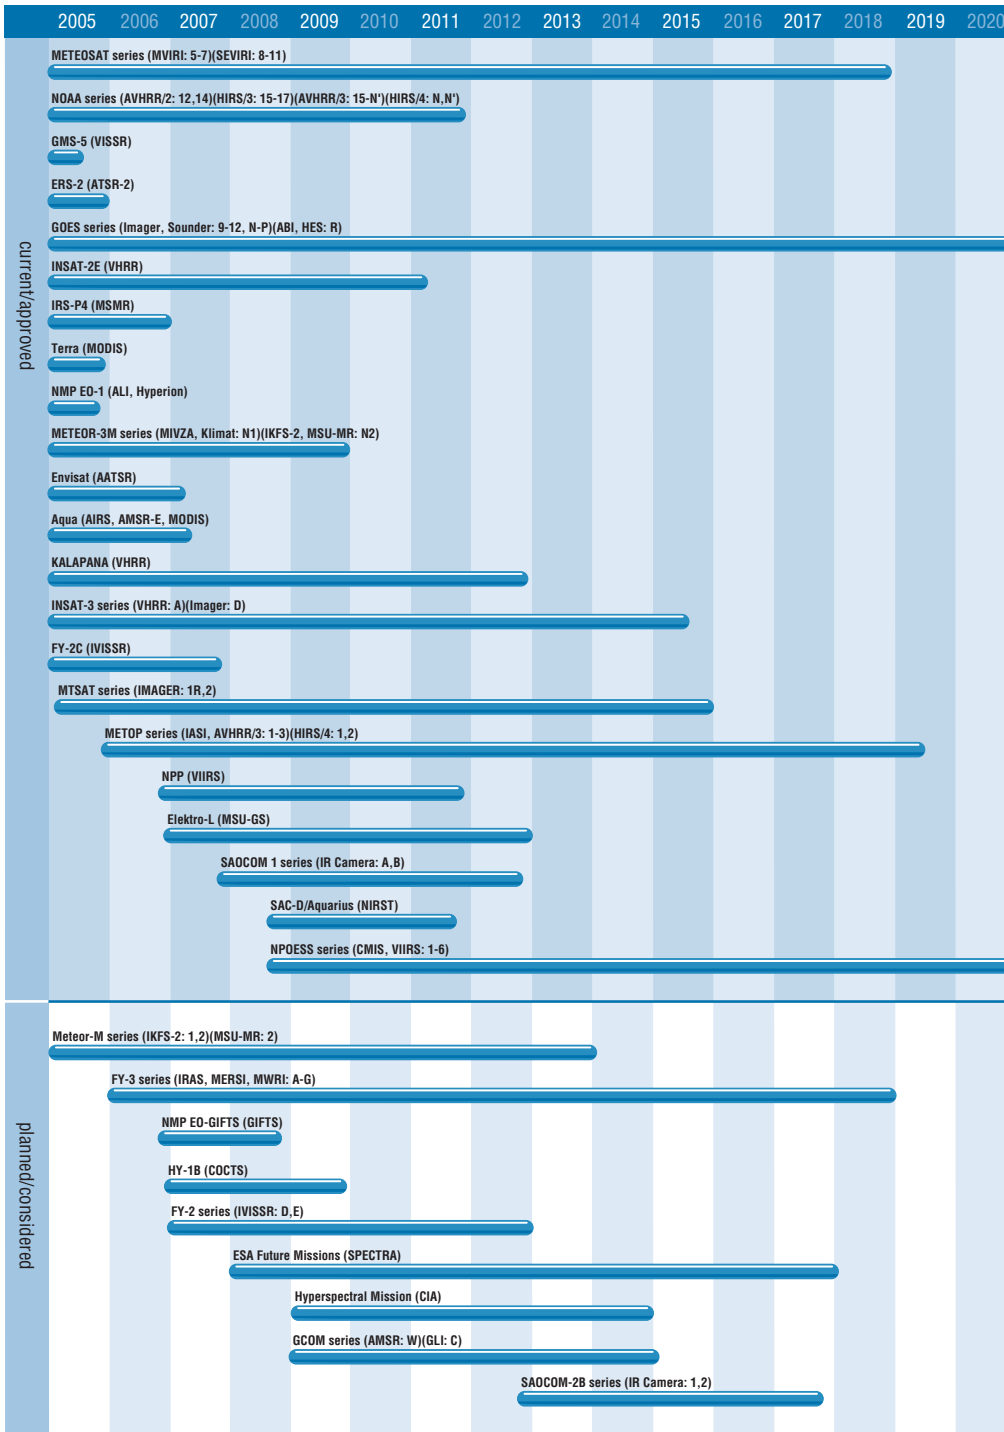 2005 2006 2007 2008 2009 2010 2011 2012 2013 2014 2015 2016 2017 2018 2019 2020
current/approved
METEOSAT series (MVIRI: 5-7)(SEVIRI: 8-11)
NOAA series (AVHRR/2: 12,14)(HIRS/3: 15-17)(AVHRR/3: 15-N')(HIRS/4: N,N')
GMS-5 (VISSR)
ERS-2 (ATSR-2)
GOES series (Imager, Sounder: 9-12, N-P)(ABI, HES: R)
INSAT-2E (VHRR)
IRS-P4 (MSMR)
Terra (MODIS)
NMP EO-1 (ALI, Hyperion)
METEOR-3M series (MIVZA, Klimat: N1)(IKFS-2, MSU-MR: N2)
Envisat (AATSR)
Aqua (AIRS, AMSR-E, MODIS)
KALAPANA (VHRR)
INSAT-3 series (VHRR: A)(Imager: D)
FY-2C (IVISSR)
MTSAT series (IMAGER: 1R,2)
METOP series (IASI, AVHRR/3: 1-3)(HIRS/4: 1,2)
NPP (VIIRS)
Elektro-L (MSU-GS)
SAOCOM 1 series (IR Camera: A,B)
SAC-D/Aquarius (NIRST)
NPOESS series (CMIS, VIIRS: 1-6)
planned/considered
Meteor-M series (IKFS-2: 1,2)(MSU-MR: 2)
FY-3 series (IRAS, MERSI, MWRI: A-G)
NMP EO-GIFTS (GIFTS)
HY-1B (COCTS)
FY-2 series (IVISSR: D,E)
ESA Future Missions (SPECTRA)
Hyperspectral Mission (CIA)
GCOM series (AMSR: W)(GLI: C)
SAOCOM-2B series (IR Camera: 1,2)